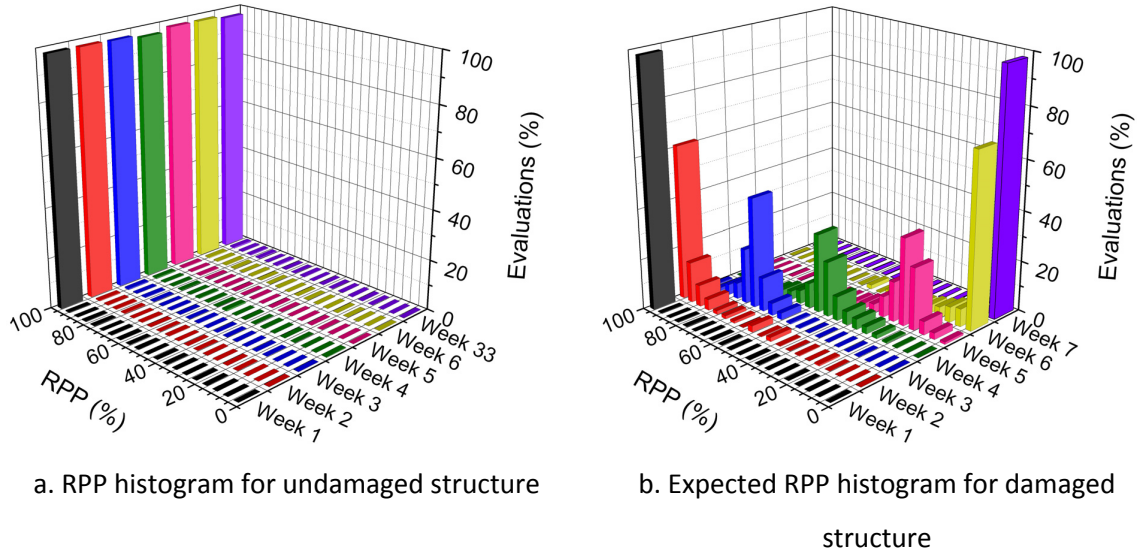 100
80
60
40
20
0
Evaluations (%)
100
80
60
40
20
0
RPP (%)
Week 1
Week 2
Week 3
Week 4
Week 5
Week 6
Week 33
a. RPP histogram for undamaged structure
100
80
60
40
20
0
Evaluations (%)
100
80
60
40
20
0
RPP (%)
Week 1
Week 2
Week 3
Week 4
Week 5
Week 6
Week 7
b. Expected RPP histogram for damaged
structure